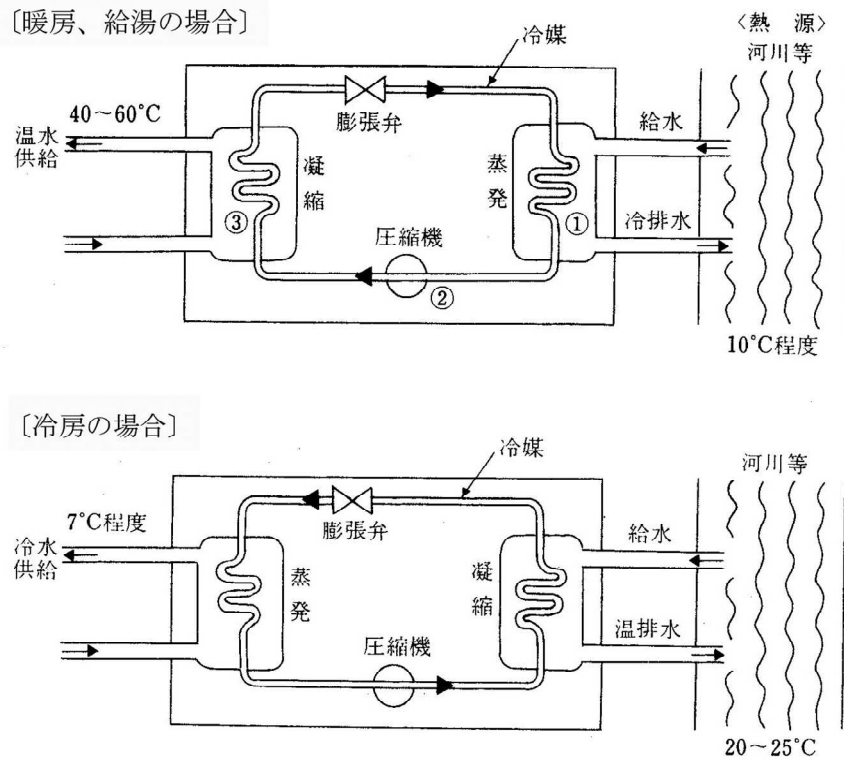 〔暖房、給湯の場合〕
冷媒
〈熱 源〉
河川等
膨張弁
40～60℃
温水
供給
給水
凝
縮
蒸
発
③
①
圧縮機
冷排水
②
10℃程度
〔冷房の場合〕
冷媒
河川等
膨張弁
7℃程度
冷水
供給
給水
蒸
発
凝
縮
圧縮機
温排水
20～25℃